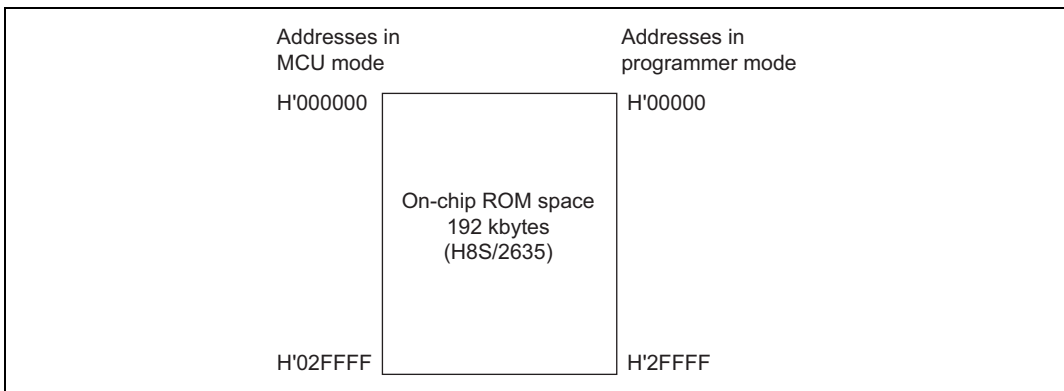 Addresses in
MCU mode
Addresses in
programmer mode
H'000000
H'00000
On-chip ROM space
192 kbytes
(H8S/2635)
H'02FFFF
H'2FFFF